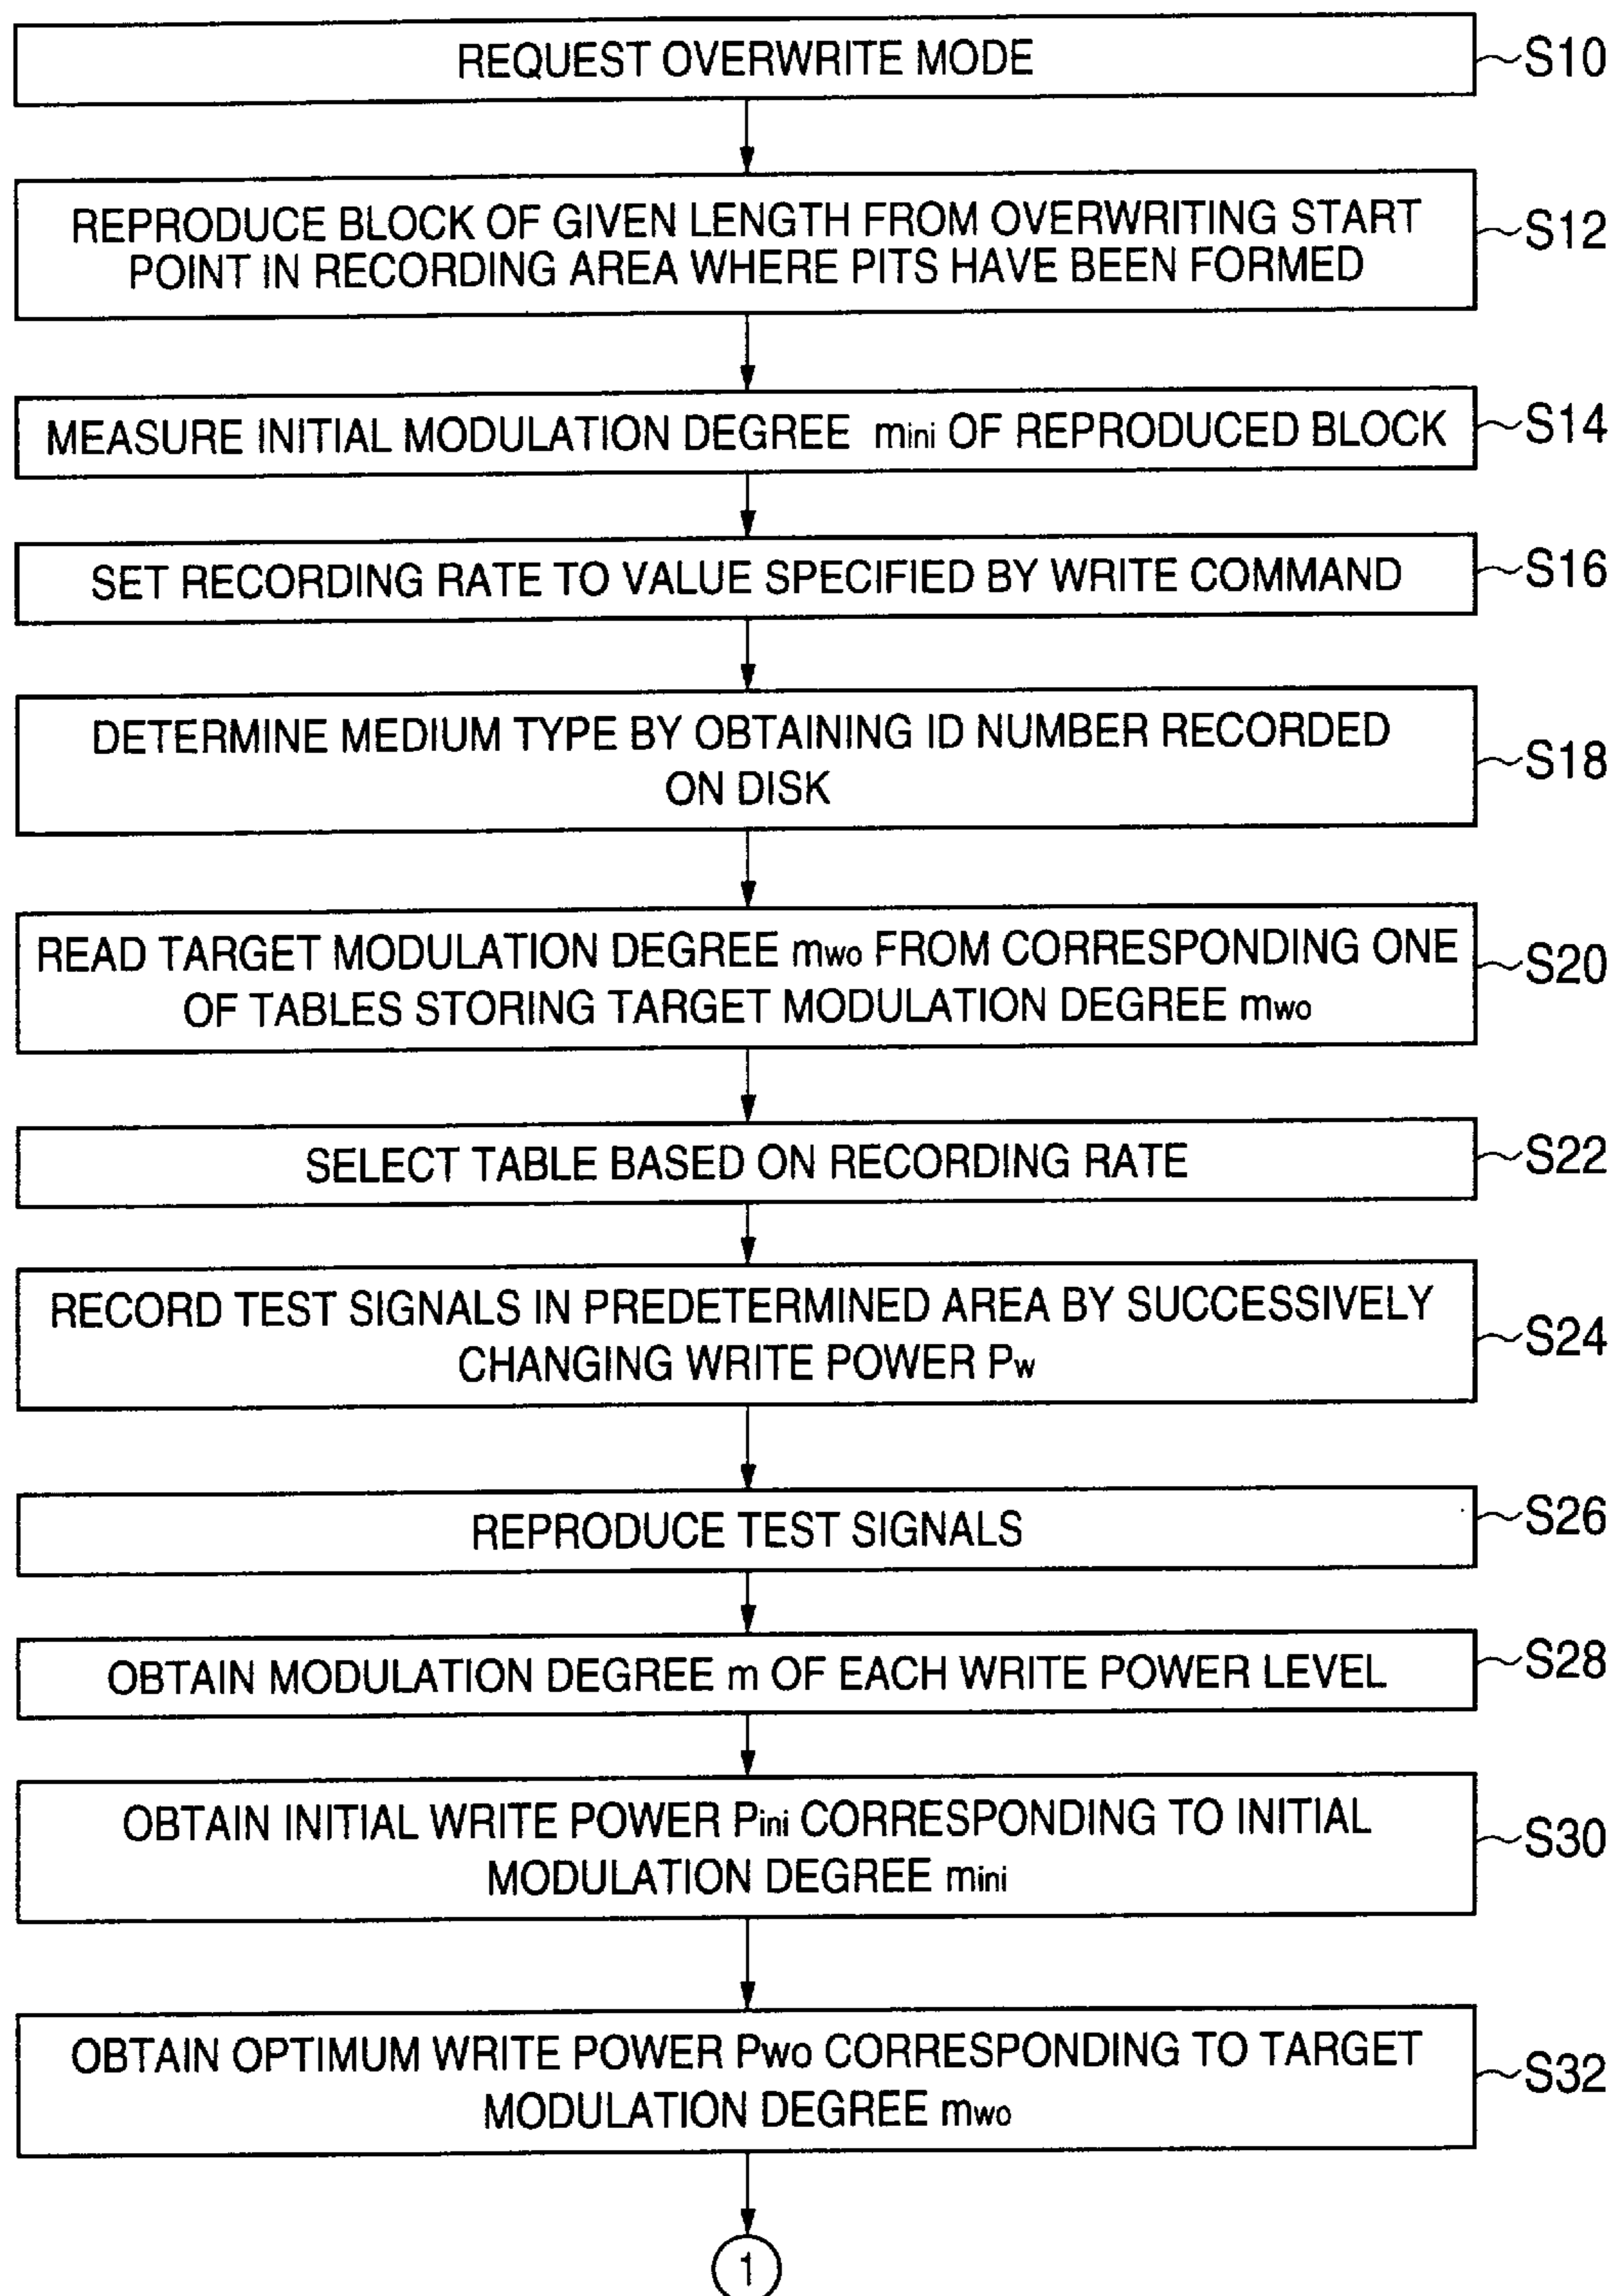 REQUEST OVERWRITE MODE
S10
REPRODUCE BLOCK OF GIVEN LENGTH FROM OVERWRITING START
POINT IN RECORDING AREA WHERE PITS HAVE BEEN FORMED
S12
MEASURE INITIAL MODULATION DEGREE mini OF REPRODUCED BLOCK
S14
SET RECORDING RATE TO VALUE SPECIFIED BY WRITE COMMAND
S16
DETERMINE MEDIUM TYPE BY OBTAINING ID NUMBER RECORDED
ON DISK
S18
READ TARGET MODULATION DEGREE mwo FROM CORRESPONDING ONE
OF TABLES STORING TARGET MODULATION DEGREE mwo
S20
SELECT TABLE BASED ON RECORDING RATE
S22
RECORD TEST SIGNALS IN PREDETERMINED AREA BY SUCCESSIVELY
CHANGING WRITE POWER Pw
S24
REPRODUCE TEST SIGNALS
S26
OBTAIN MODULATION DEGREE m OF EACH WRITE POWER LEVEL
S28
OBTAIN INITIAL WRITE POWER Pini CORRESPONDING TO INITIAL
MODULATION DEGREE mini
S30
OBTAIN OPTIMUM WRITE POWER Pwo CORRESPONDING TO TARGET
MODULATION DEGREE mwo
S32
1